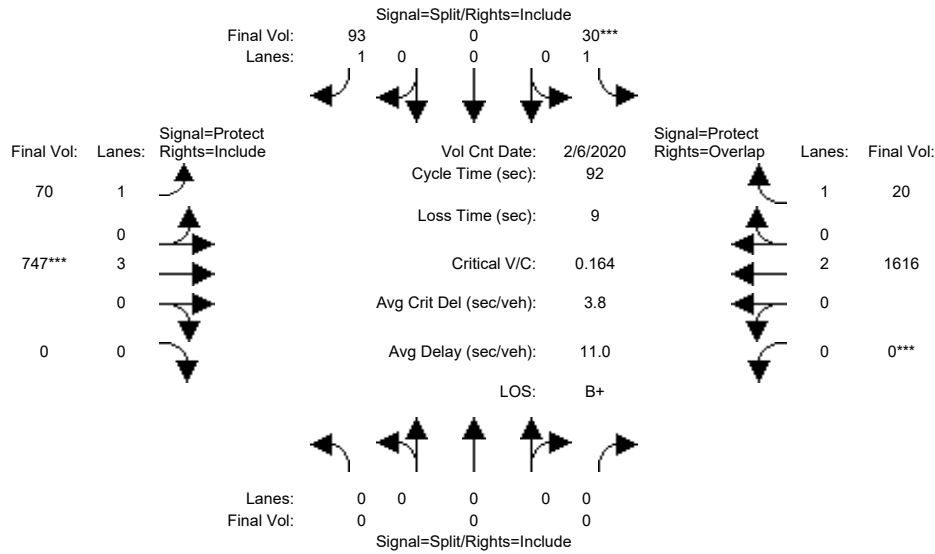 Signal=Split/Rights=Include
Final Vol: 93 0 30***
Lanes: 1 0 0 0 1
Signal=Protect
Final Vol: Lanes: Rights=Include
Vol Cnt Date: 2/6/2020
Signal=Protect
Rights=Overlap Lanes: Final Vol:
Cycle Time (sec): 92
70 1
1 20
Loss Time (sec): 9
0
0
747*** 3
Critical V/C: 0.164
2 1616
0
Avg Crit Del (sec/veh): 3.8
0
0 0
Avg Delay (sec/veh): 11.0
0 0***
LOS: B+
Lanes: 0 0 0 0 0
Final Vol: 0 0 0
Signal=Split/Rights=Include